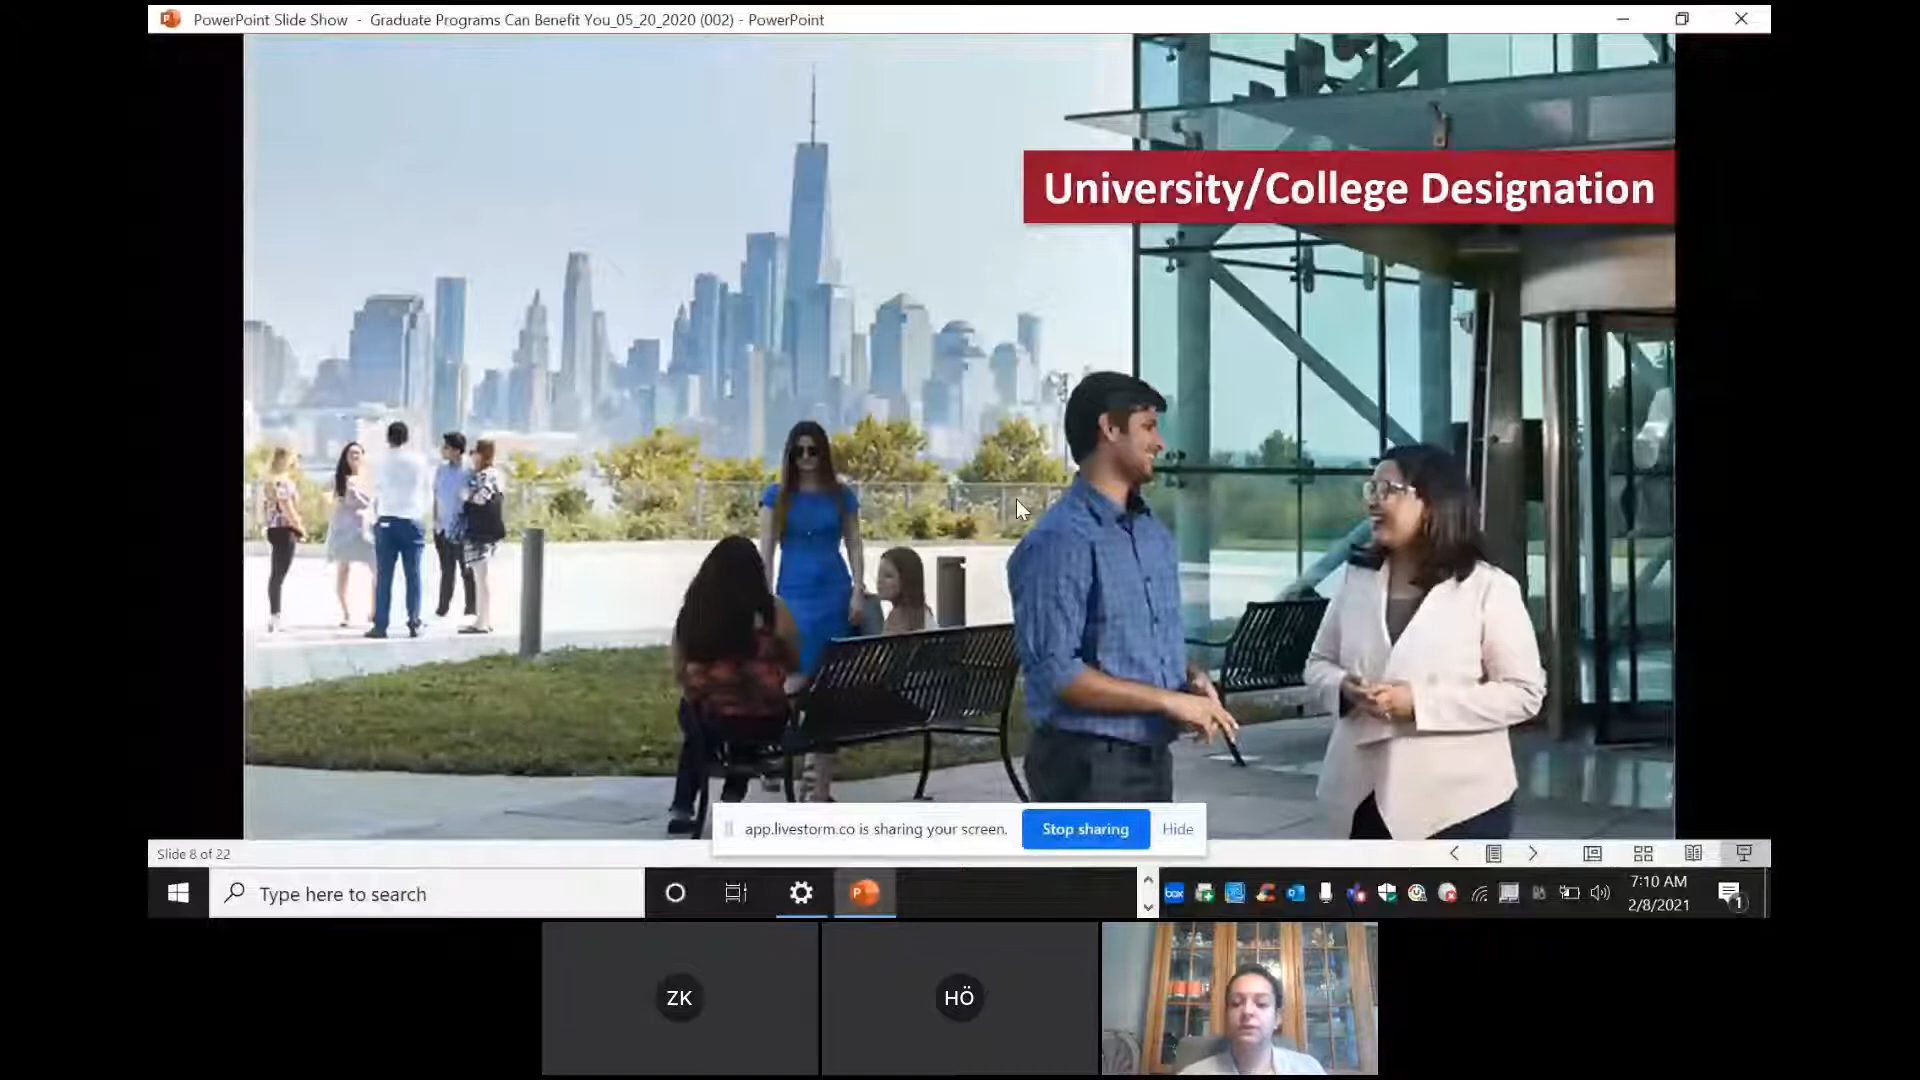 PowerPoint Slide Show - Graduate Programs Can Benefit You_05_20_2020 (002) - PowerPoint
University/College Designation
app.livestorm.co is sharing your screen.
Stop sharing
Hide
Slide 8 of 22
Type here to search
box
7:10 AM
2/8/2021
1
ZK
HÖ